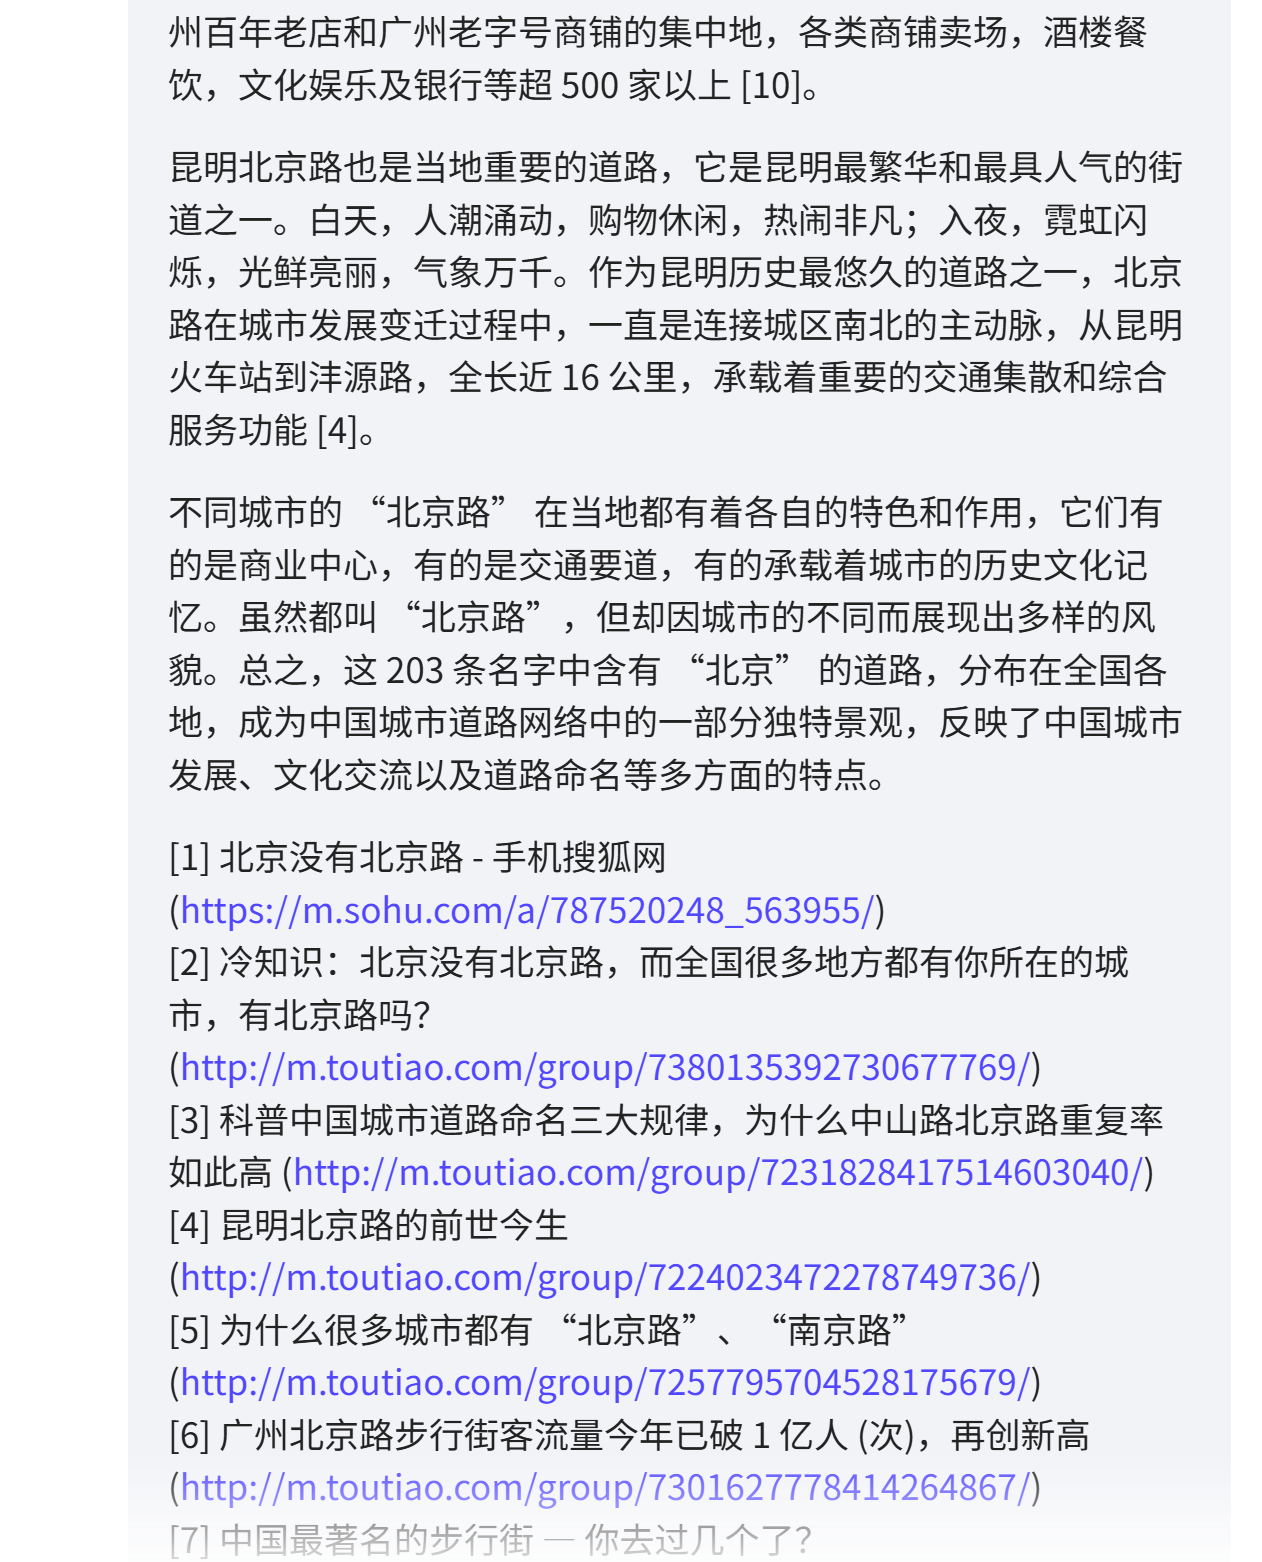 州百年老店和广州老字号商铺的集中地，各类商铺卖场，酒楼餐
饮，文化娱乐及银行等超 500 家以上 [10]。
昆明北京路也是当地重要的道路，它是昆明最繁华和最具人气的街
道之一。白天，人潮涌动，购物休闲，热闹非凡；入夜，霓虹闪
烁，光鲜亮丽，气象万千。作为昆明历史最悠久的道路之一，北京
路在城市发展变迁过程中，一直是连接城区南北的主动脉，从昆明
火车站到沣源路，全长近 16 公里，承载着重要的交通集散和综合
服务功能 [4]。
不同城市的 “北京路” 在当地都有着各自的特色和作用，它们有
的是商业中心，有的是交通要道，有的承载着城市的历史文化记
忆。虽然都叫 “北京路” ，但却因城市的不同而展现出多样的风
貌。总之，这 203 条名字中含有 “北京” 的道路，分布在全国各
地，成为中国城市道路网络中的一部分独特景观，反映了中国城市
发展、文化交流以及道路命名等多方面的特点。
[1] 北京没有北京路 - 手机搜狐网
(https://m.sohu.com/a/787520248_563955/)
[2] 冷知识：北京没有北京路，而全国很多地方都有你所在的城
市，有北京路吗？
(http://m.toutiao.com/group/7380135392730677769/)
[3] 科普中国城市道路命名三大规律，为什么中山路北京路重复率
如此高 (http://m.toutiao.com/group/7231828417514603040/)
[4] 昆明北京路的前世今生
(http://m.toutiao.com/group/7224023472278749736/)
[5] 为什么很多城市都有 “北京路” 、 “南京路”
(http://m.toutiao.com/group/7257795704528175679/)
[6] 广州北京路步行街客流量今年已破 1 亿人 (次)，再创新高
(http://m.toutiao.com/group/7301627778414264867/)
[7] 中国最著名的步行街 — 你去过几个了？